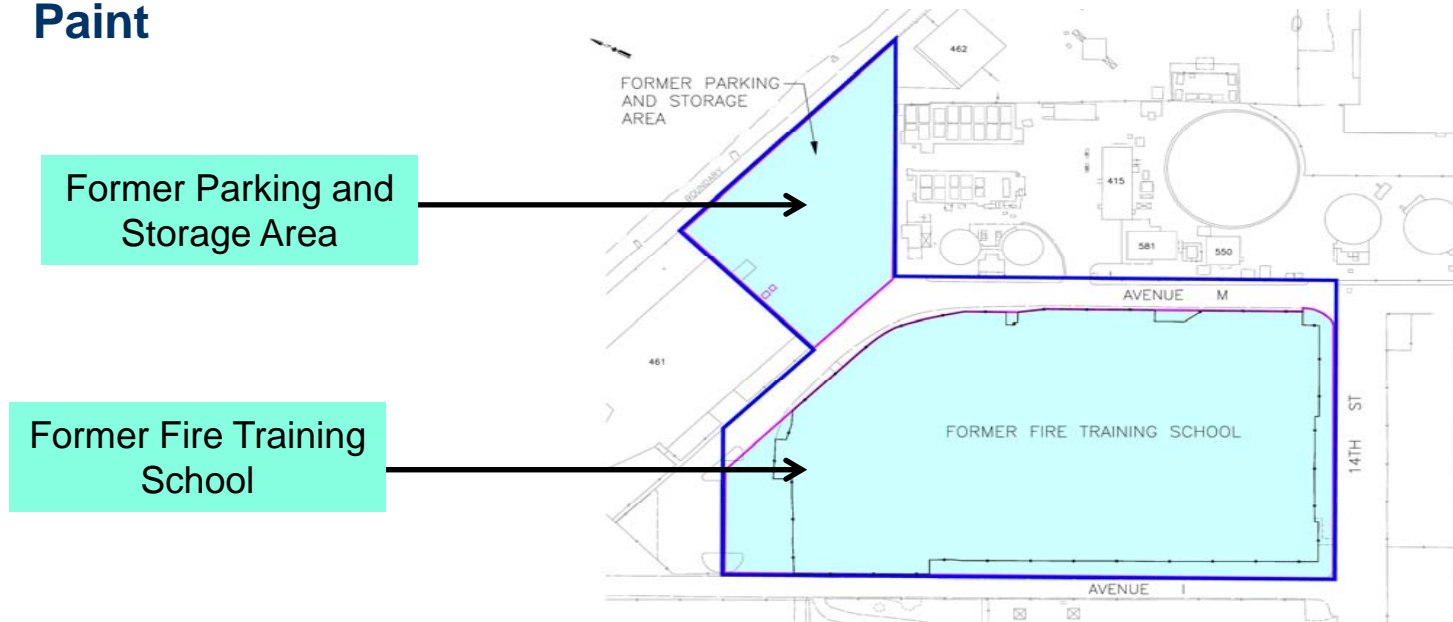 Paint
462
FORMER PARKING
AND STORAGE
AREA
Former Parking and
Storage Area
BOUNDARY
415
581
550
AVENUE M
461
Former Fire Training
School
FORMER FIRE TRAINING SCHOOL
14TH ST
AVENUE I